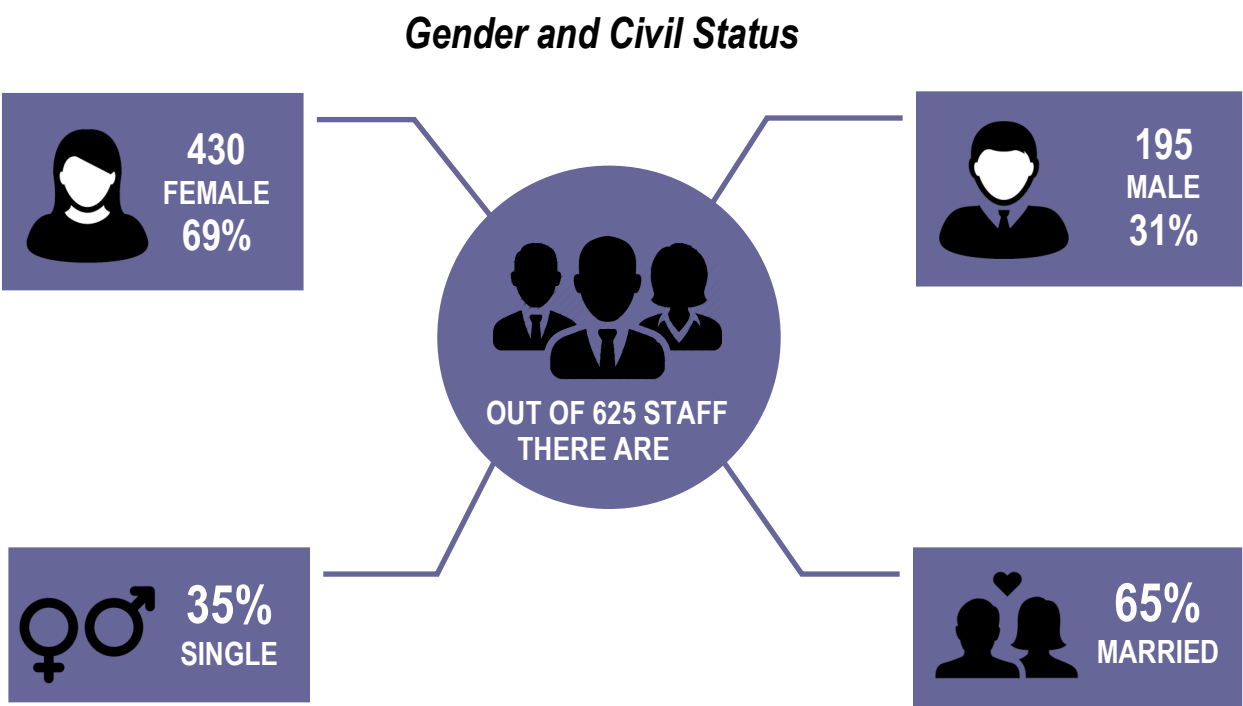 Gender and Civil Status
430
FEMALE
69%
195
MALE
31%
OUT OF 625 STAFF
THERE ARE
35%
SINGLE
65%
MARRIED